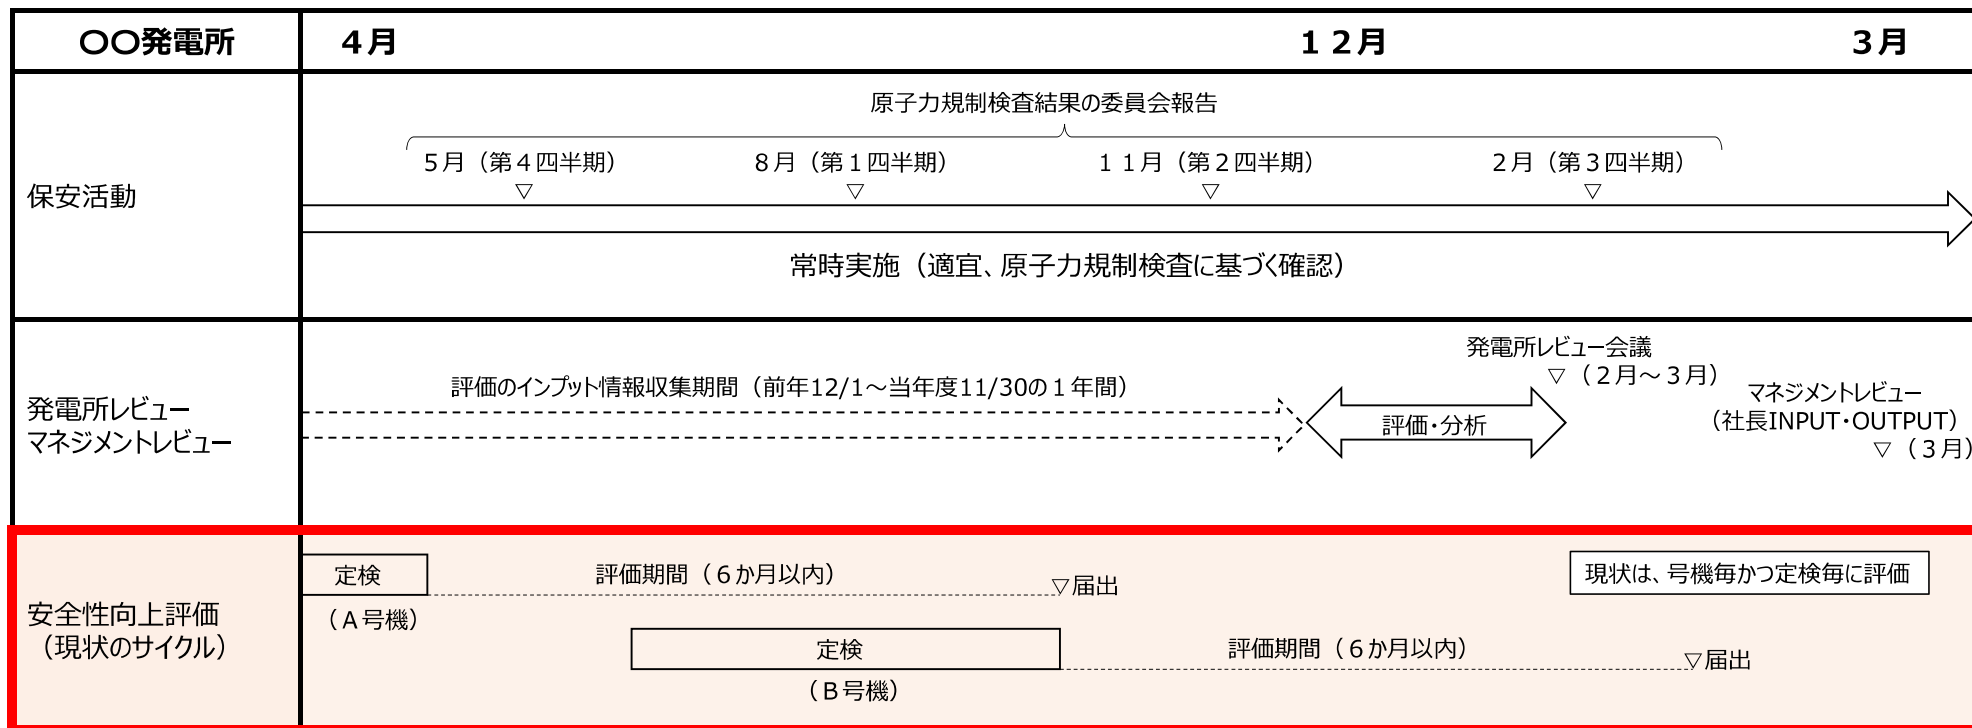 〇〇発電所
４月
１２月
３月
保安活動
原子力規制検査結果の委員会報告
５月（第４四半期）
８月（第１四半期）
１１月（第２四半期）
２月（第３四半期）
▽
▽
▽
▽
常時実施（適宜、原子力規制検査に基づく確認）
発電所レビュー
マネジメントレビュー
評価のインプット情報収集期間（前年12/1～当年度11/30の１年間）
評価・分析
発電所レビュー会議
▽（２月～３月）
マネジメントレビュー
（社長INPUT・OUTPUT）
▽（３月）
安全性向上評価
（現状のサイクル）
定検
（Ａ号機）
評価期間（６か月以内）
▽届出
現状は、号機毎かつ定検毎に評価
定検
（Ｂ号機）
評価期間（６か月以内）
▽届出